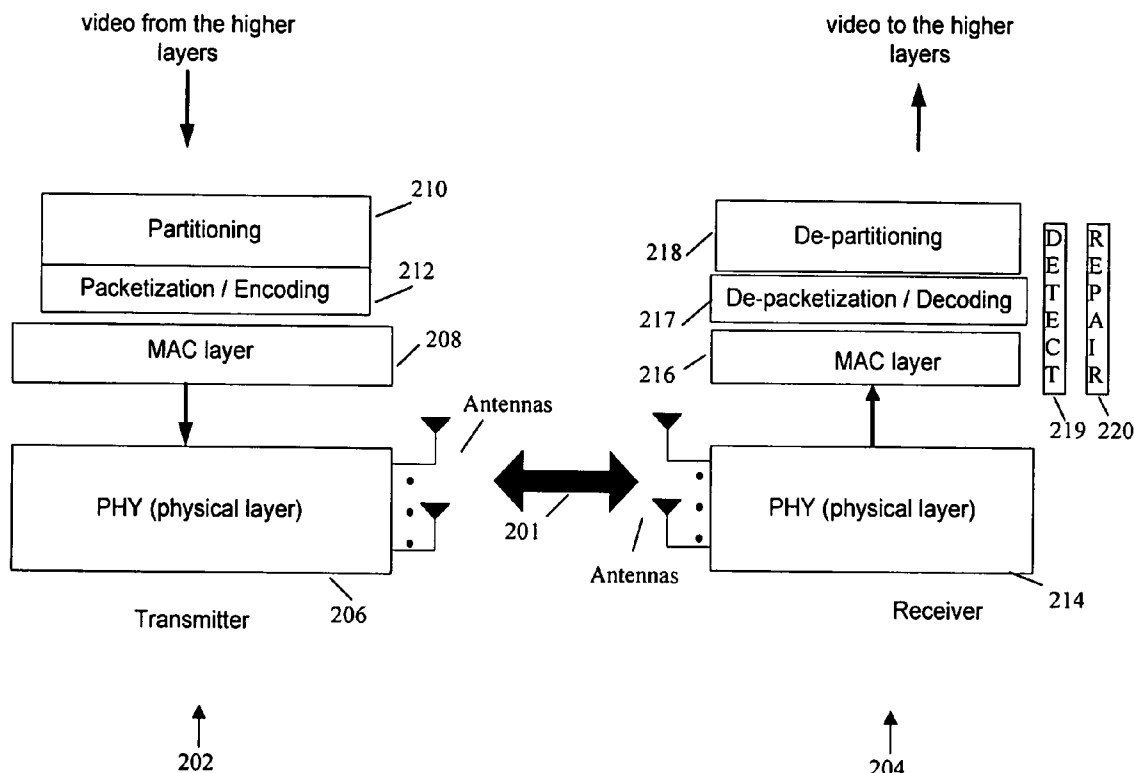 video from the higher
layers
210
Partitioning
212
Packetization / Encoding
MAC layer
208
Antennas
PHY (physical layer)
206
Transmitter
202
201
video to the higher
layers
De-partitioning
218
De-packetization / Decoding
217
MAC layer
216
DETECT
REPAIR
219
220
Antennas
PHY (physical layer)
214
Receiver
204